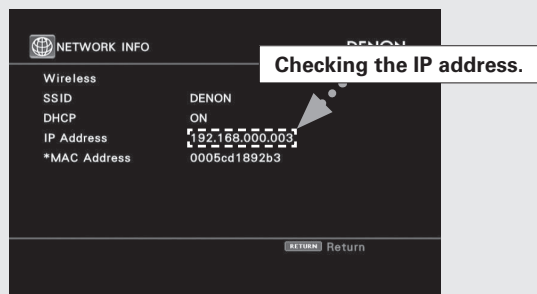 NETWORK INFO
Checking the IP address.
Wireless
SSID DENON
DHCP ON
IP Address 192.168.000.003
*MAC Address 0005cd1892b3
RETURN Return